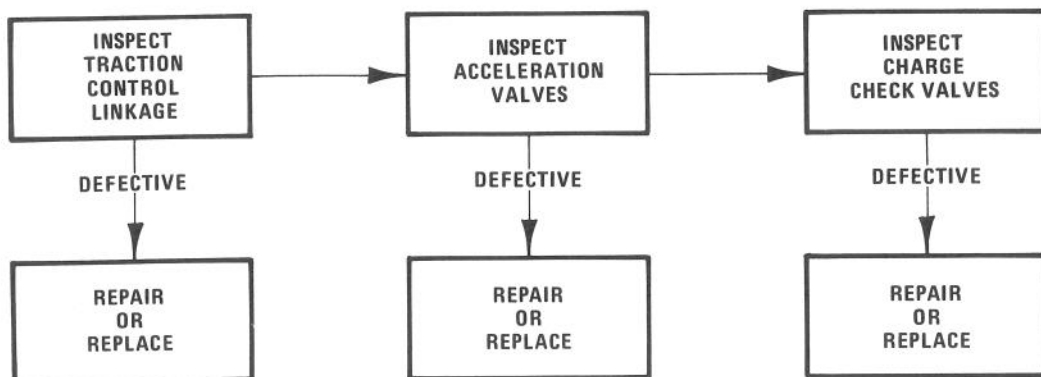 INSPECT
TRACTION
CONTROL
LINKAGE
INSPECT
ACCELERATION
VALVES
INSPECT
CHARGE
CHECK VALVES
DEFECTIVE
DEFECTIVE
DEFECTIVE
REPAIR
OR
REPLACE
REPAIR
OR
REPLACE
REPAIR
OR
REPLACE